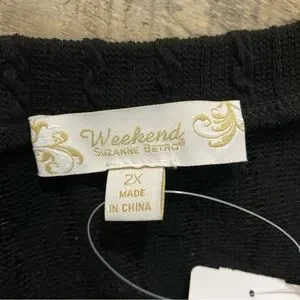 Weekend
SUZANNE BETRO®
2X
MADE
IN CHINA